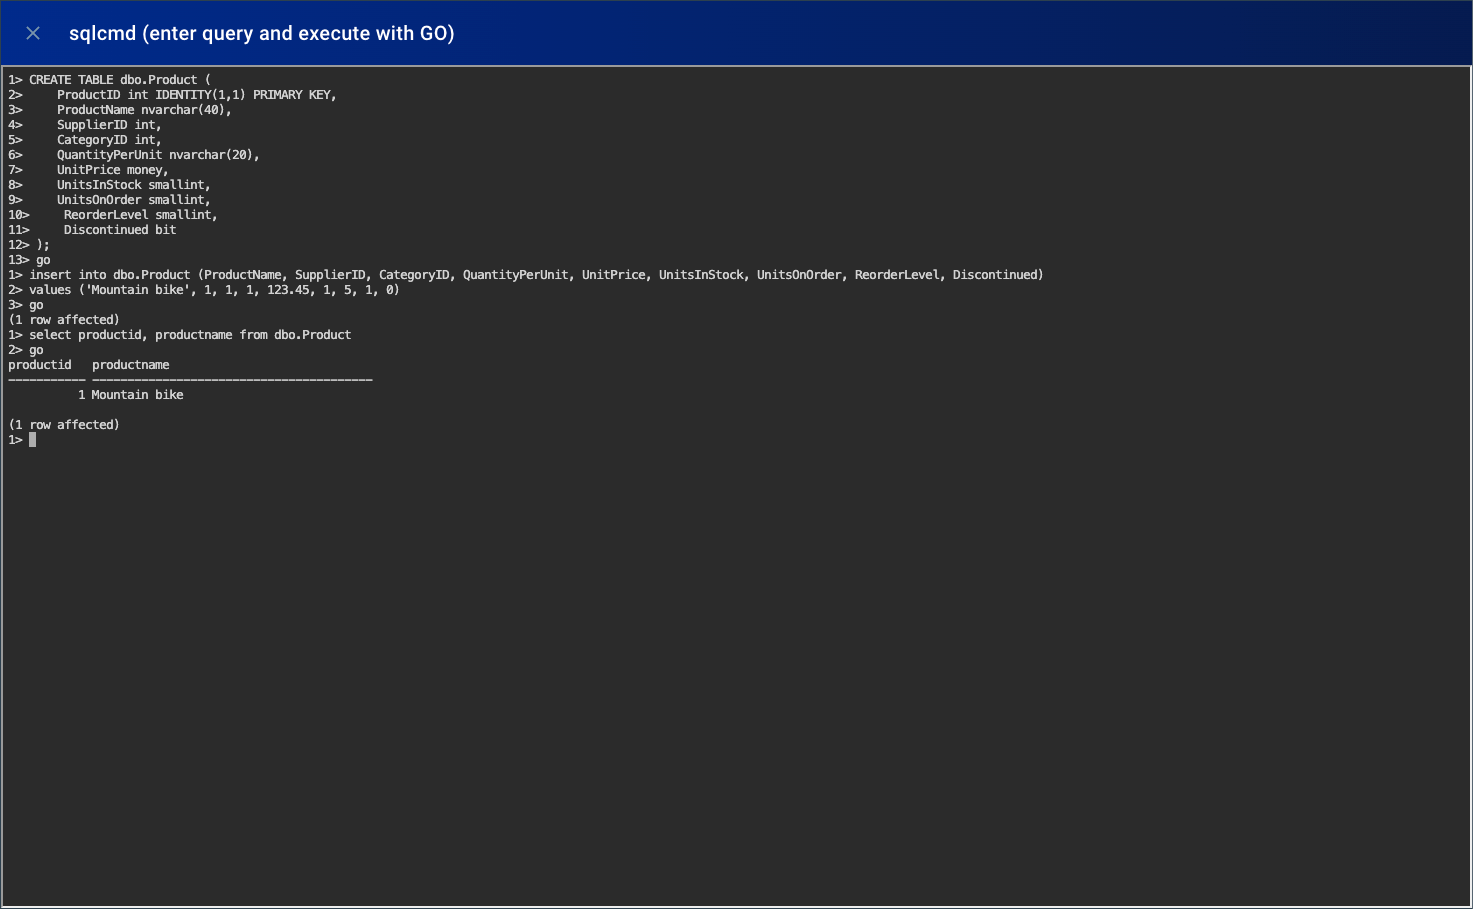 sqlcmd (enter query and execute with GO)
1> CREATE TABLE dbo.Product (
2>     ProductID int IDENTITY(1,1) PRIMARY KEY,
3>     ProductName nvarchar(40),
4>     SupplierID int,
5>     CategoryID int,
6>     QuantityPerUnit nvarchar(20),
7>     UnitPrice money,
8>     UnitsInStock smallint,
9>     UnitsOnOrder smallint,
10>     ReorderLevel smallint,
11>     Discontinued bit
12> );
13> go
1> insert into dbo.Product (ProductName, SupplierID, CategoryID, QuantityPerUnit, UnitPrice, UnitsInStock, UnitsOnOrder, ReorderLevel, Discontinued)
2> values ('Mountain bike', 1, 1, 1, 123.45, 1, 5, 1, 0)
3> go
(1 row affected)
1> select productid, productname from dbo.Product
2> go
productid   productname
----------- ----------------------------------------
          1 Mountain bike
(1 row affected)
1>